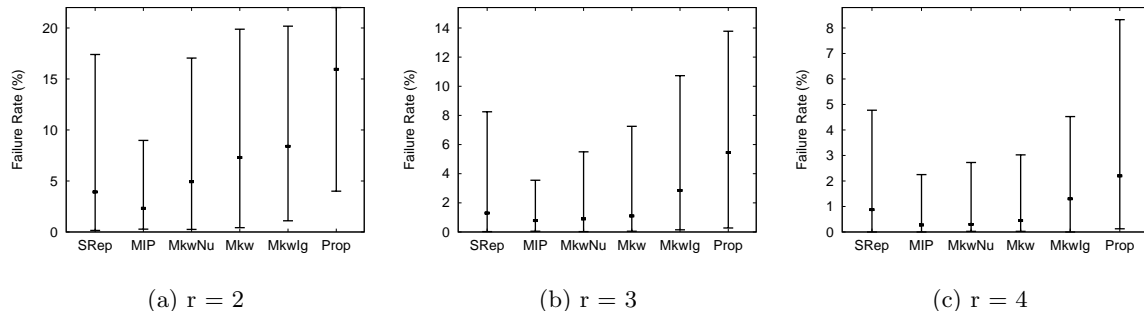 Failure Rate (%)
20
15
10
5
0
SRep MIP MkwNu Mkw MkwIg Prop
(a) r = 2
Failure Rate (%)
14
12
10
8
6
4
2
0
SRep MIP MkwNu Mkw MkwIg Prop
(b) r = 3
Failure Rate (%)
8
7
6
5
4
3
2
1
0
SRep MIP MkwNu Mkw MkwIg Prop
(c) r = 4